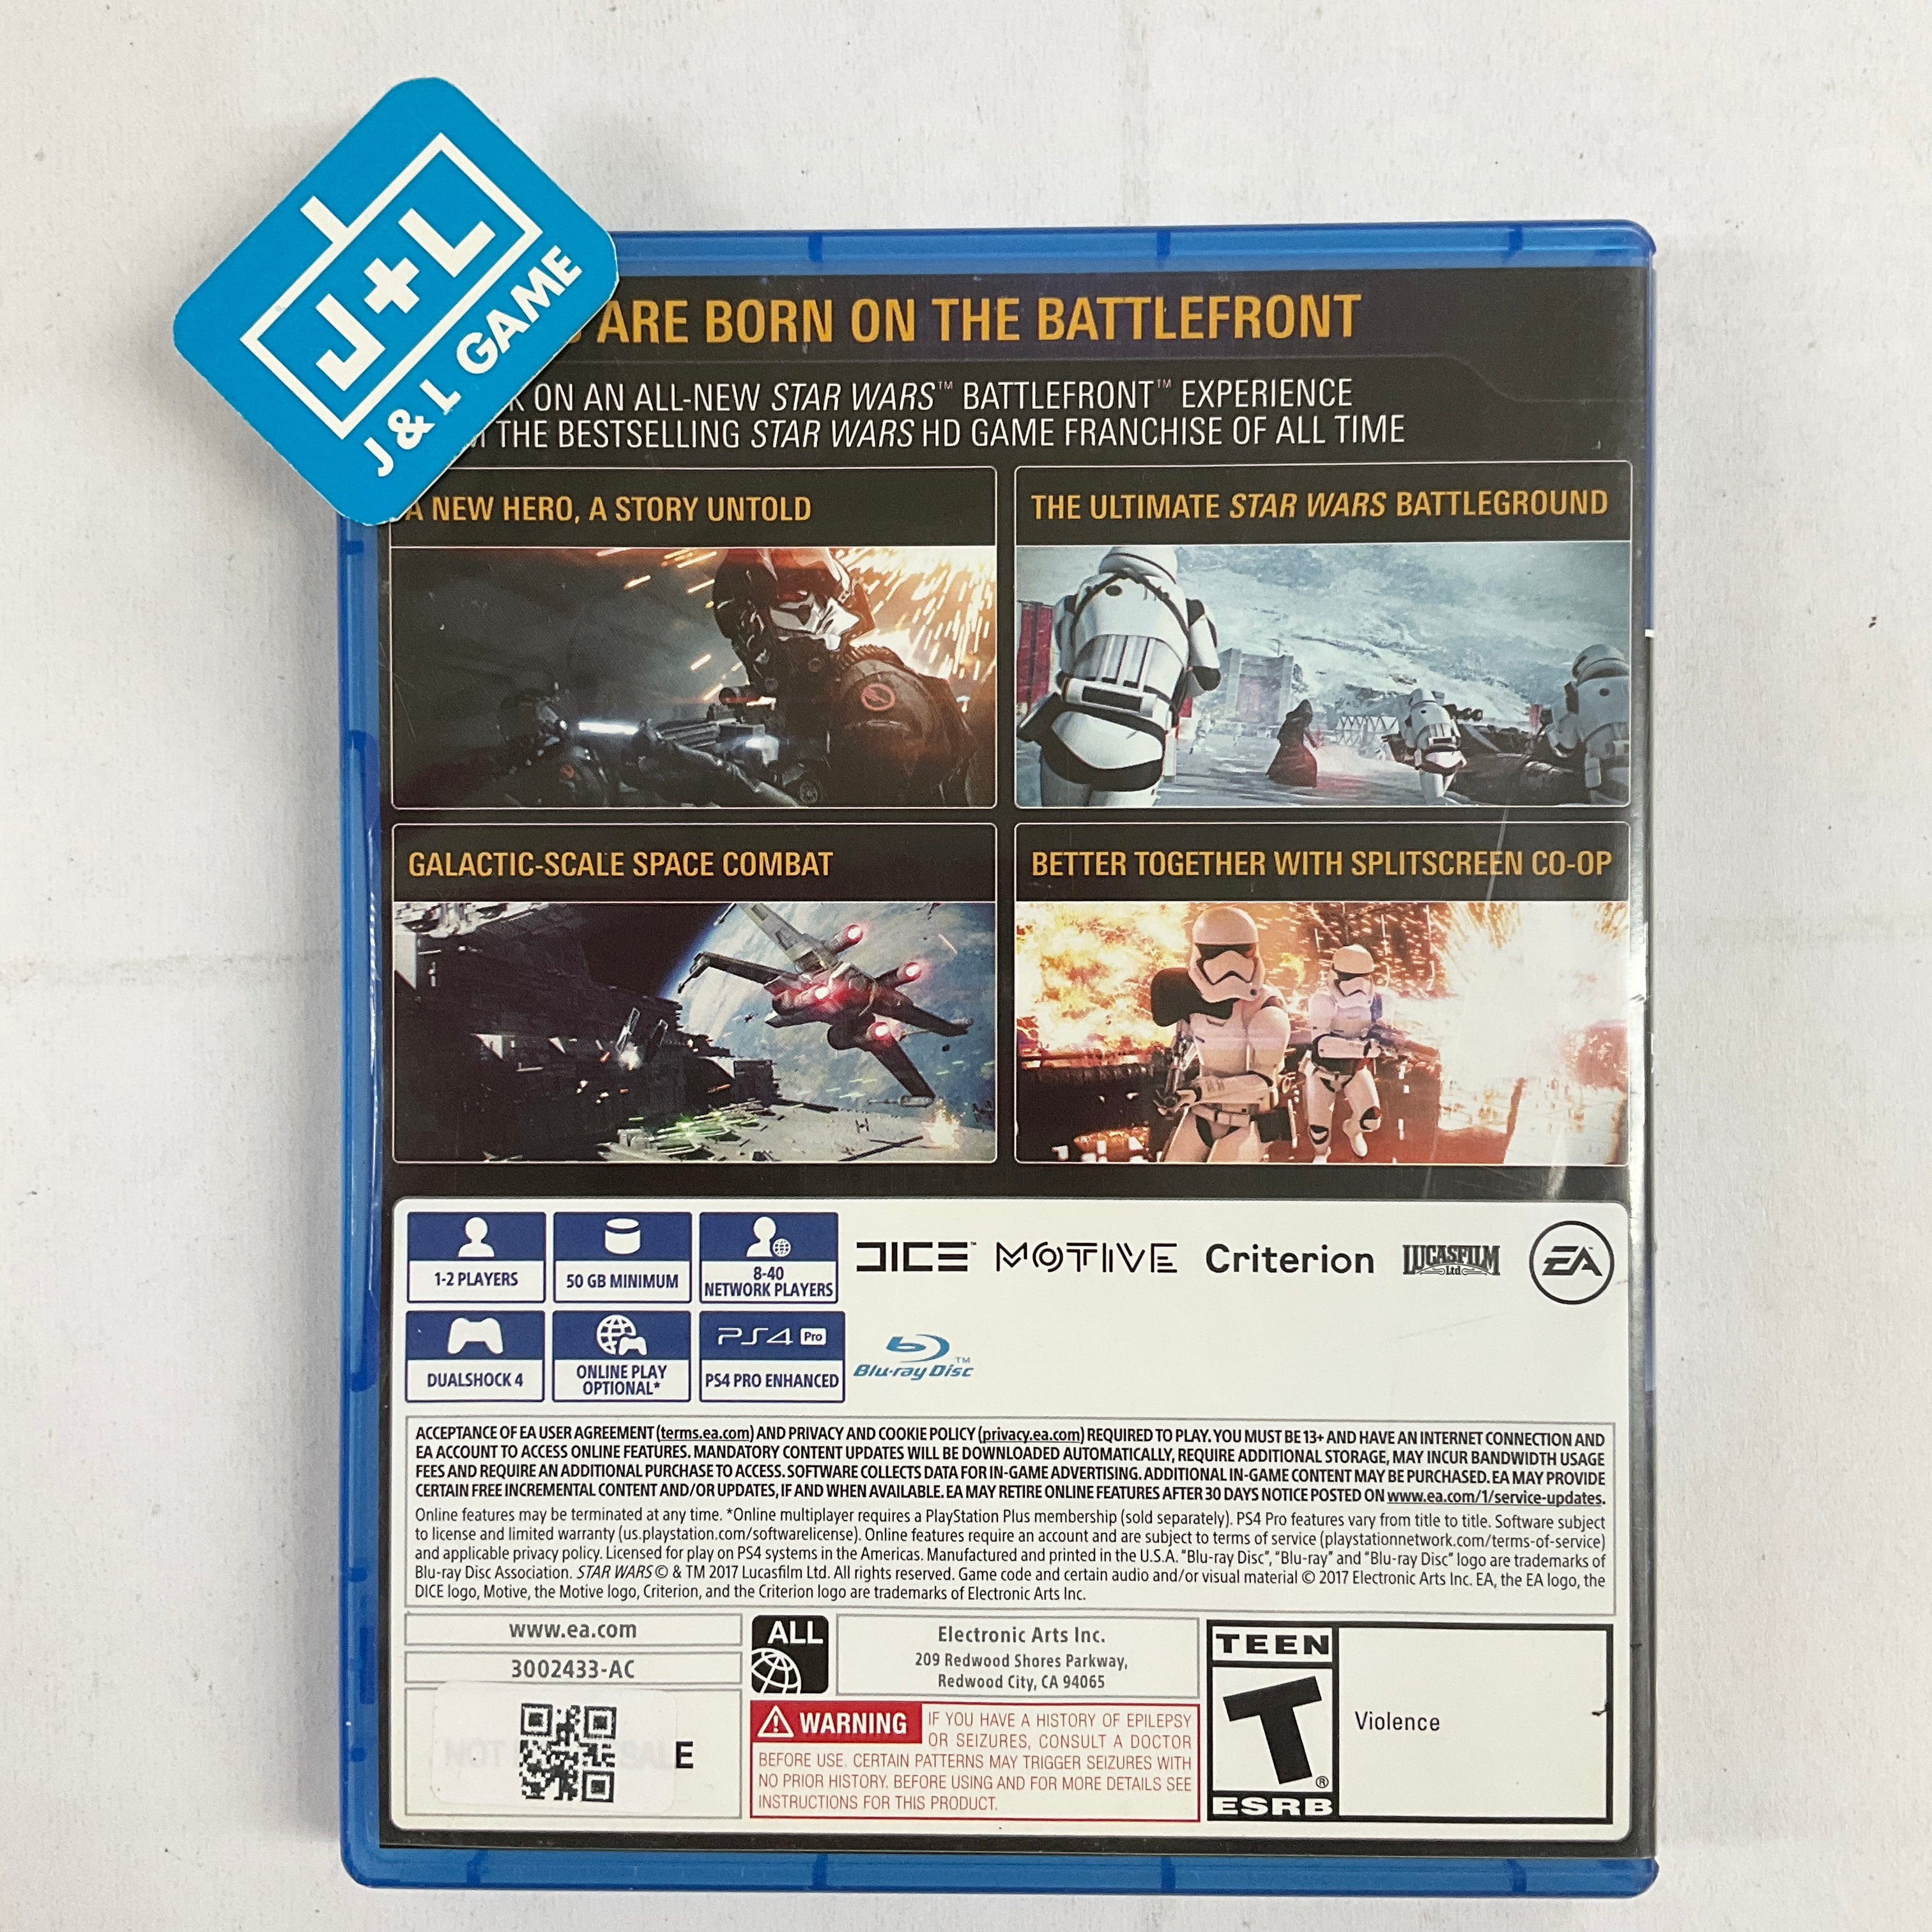 J+L
J & L GAME
ARE BORN ON THE BATTLEFRONT
ON AN ALL-NEW STAR WARS™ BATTLEFRONT™ EXPERIENCE
THE BESTSELLING STAR WARS HD GAME FRANCHISE OF ALL TIME
A NEW HERO, A STORY UNTOLD
THE ULTIMATE STAR WARS BATTLEGROUND
GALACTIC-SCALE SPACE COMBAT
BETTER TOGETHER WITH SPLITSCREEN CO-OP
1-2 PLAYERS
50 GB MINIMUM
8-40
NETWORK PLAYERS
DICE™
MOTIVE
Criterion
LUCASFILM
Ltd
EA
DUALSHOCK 4
ONLINE PLAY
OPTIONAL*
PS4 Pro
PS4 PRO ENHANCED
Blu-ray Disc™
ACCEPTANCE OF EA USER AGREEMENT (terms.ea.com) AND PRIVACY AND COOKIE POLICY (privacy.ea.com) REQUIRED TO PLAY. YOU MUST BE 13+ AND HAVE AN INTERNET CONNECTION AND
EA ACCOUNT TO ACCESS ONLINE FEATURES. MANDATORY CONTENT UPDATES WILL BE DOWNLOADED AUTOMATICALLY, REQUIRE ADDITIONAL STORAGE, MAY INCUR BANDWIDTH USAGE
FEES AND REQUIRE AN ADDITIONAL PURCHASE TO ACCESS. SOFTWARE COLLECTS DATA FOR IN-GAME ADVERTISING. ADDITIONAL IN-GAME CONTENT MAY BE PURCHASED. EA MAY PROVIDE
CERTAIN FREE INCREMENTAL CONTENT AND/OR UPDATES, IF AND WHEN AVAILABLE. EA MAY RETIRE ONLINE FEATURES AFTER 30 DAYS NOTICE POSTED ON www.ea.com/1/service-updates.
Online features may be terminated at any time. *Online multiplayer requires a PlayStation Plus membership (sold separately). PS4 Pro features vary from title to title. Software subject
to license and limited warranty (us.playstation.com/softwarelicense). Online features require an account and are subject to terms of service (playstationnetwork.com/terms-of-service)
and applicable privacy policy. Licensed for play on PS4 systems in the Americas. Manufactured and printed in the U.S.A. "Blu-ray Disc", "Blu-ray" and "Blu-ray Disc" logo are trademarks of
Blu-ray Disc Association. STAR WARS © & TM 2017 Lucasfilm Ltd. All rights reserved. Game code and certain audio and/or visual material © 2017 Electronic Arts Inc. EA, the EA logo, the
DICE logo, Motive, the Motive logo, Criterion, and the Criterion logo are trademarks of Electronic Arts Inc.
www.ea.com
3002433-AC
ALL
Electronic Arts Inc.
209 Redwood Shores Parkway,
Redwood City, CA 94065
NOT SALE
WARNING IF YOU HAVE A HISTORY OF EPILEPSY
OR SEIZURES, CONSULT A DOCTOR
BEFORE USE. CERTAIN PATTERNS MAY TRIGGER SEIZURES WITH
NO PRIOR HISTORY. BEFORE USING AND FOR MORE DETAILS SEE
INSTRUCTIONS FOR THIS PRODUCT.
TEEN
T®
ESRB
Violence